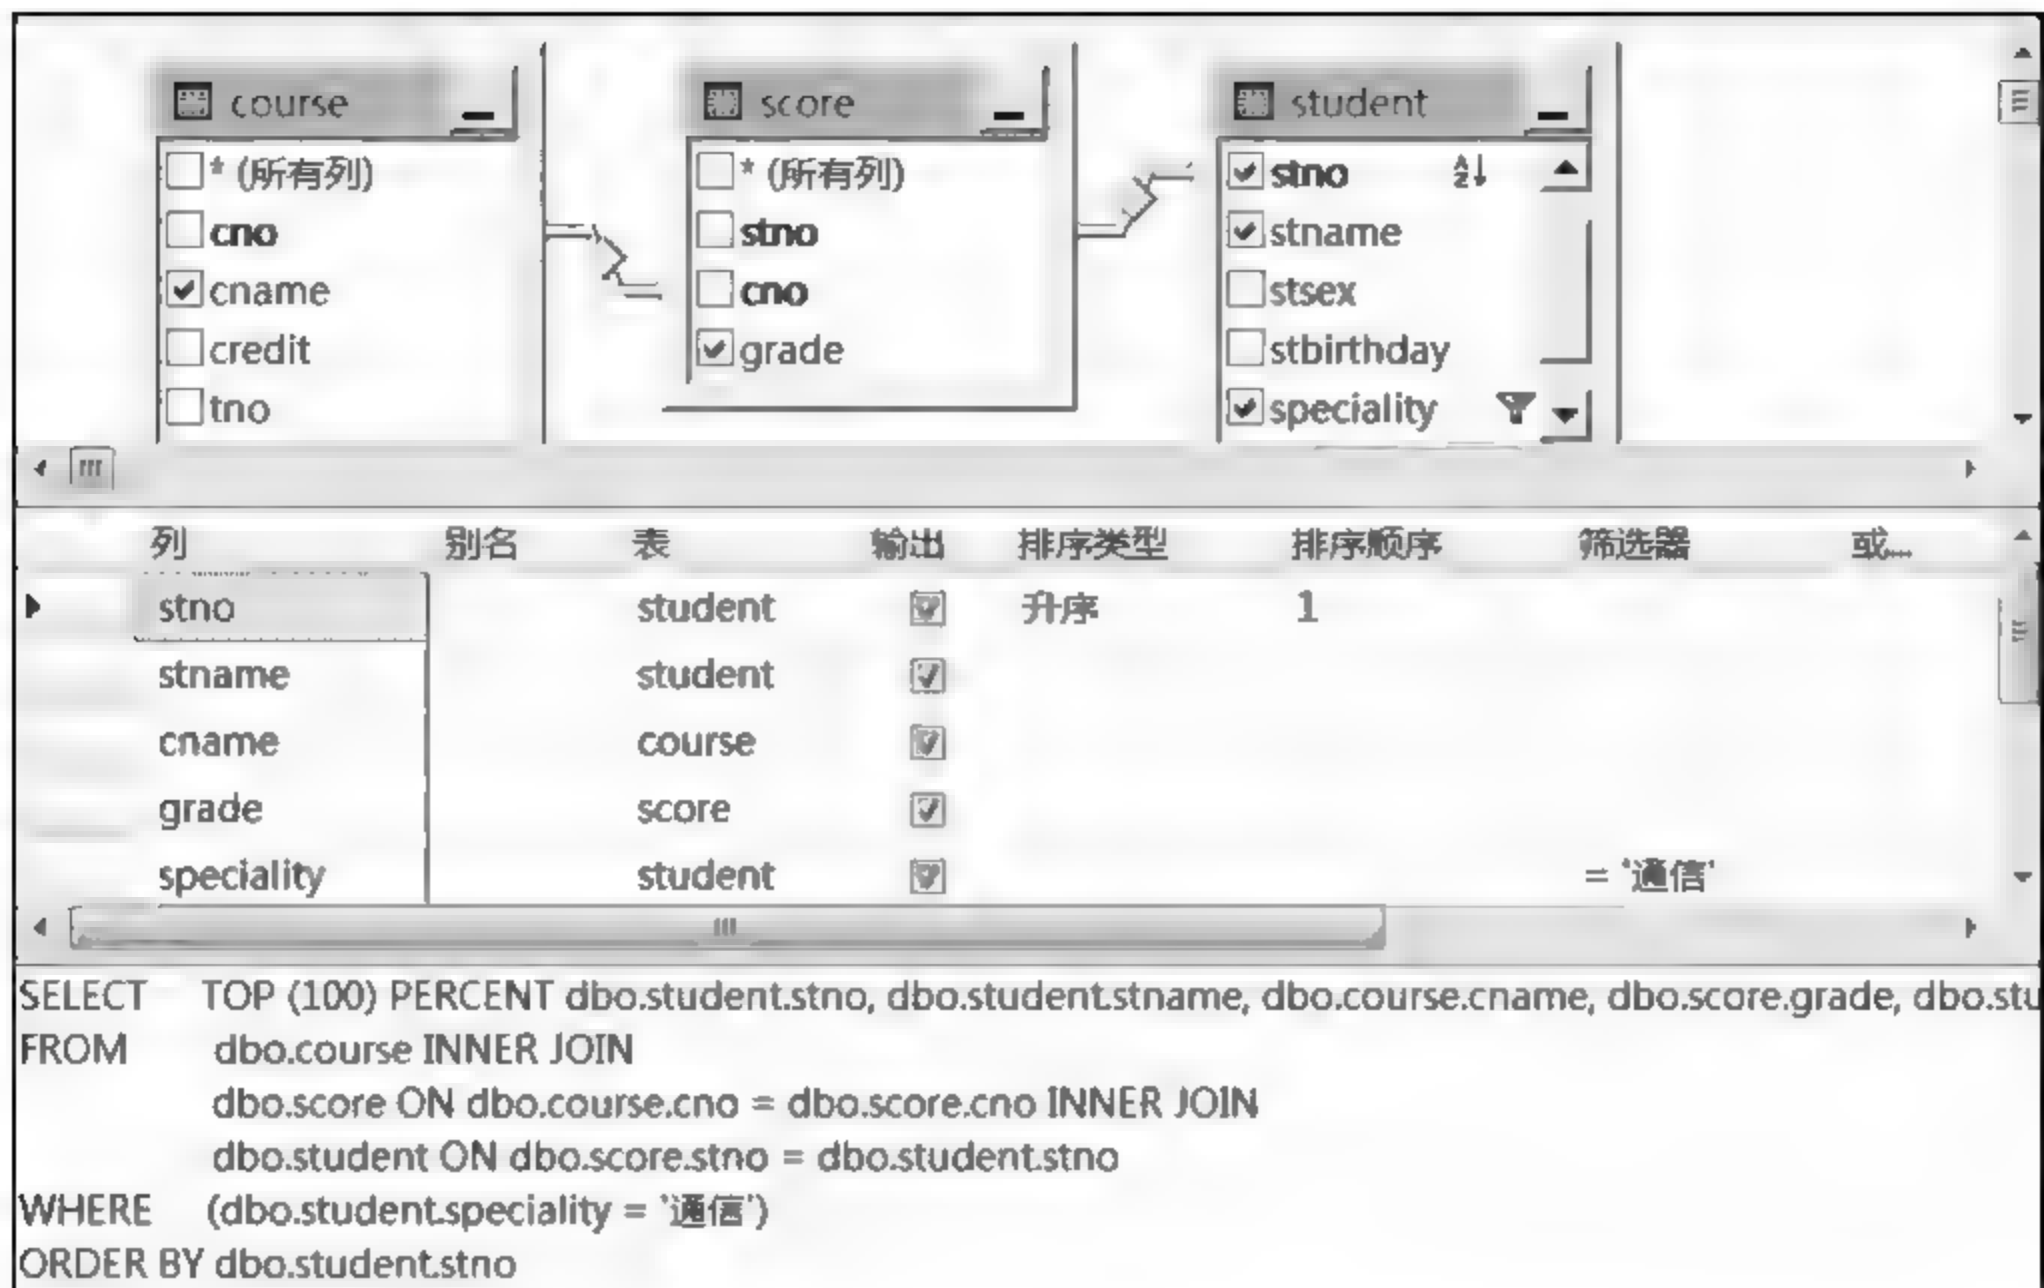 course
* (所有列)
cno
cname
credit
tno
score
* (所有列)
stno
cno
grade
student
stno
stname
stsex
stbirthday
speciality
列 别名 表 输出 排序类型 排序顺序 筛选器 或...
stno student 升序 1
stname student
cname course
grade score
speciality student = '通信'
SELECT TOP (100) PERCENT dbo.student.stno, dbo.student.stname, dbo.course.cname, dbo.score.grade, dbo.stu
FROM dbo.course INNER JOIN
dbo.score ON dbo.course.cno = dbo.score.cno INNER JOIN
dbo.student ON dbo.score.stno = dbo.student.stno
WHERE (dbo.student.speciality = '通信')
ORDER BY dbo.student.stno